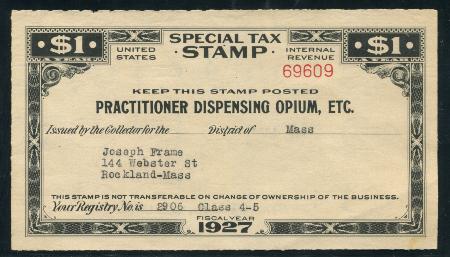 $1 A YEAR SPECIAL TAX $1 A YEAR
UNITED STATES STAMP INTERNAL REVENUE
69609
KEEP THIS STAMP POSTED
PRACTITIONER DISPENSING OPIUM, ETC.
Issued by the Collector for the District of Mass
Joseph Frame
144 Webster St
Rockland-Mass
THIS STAMP IS NOT TRANSFERABLE ON CHANGE OF OWNERSHIP OF THE BUSINESS.
Your Registry No. is 2906 Class 4-5
FISCAL YEAR
1927